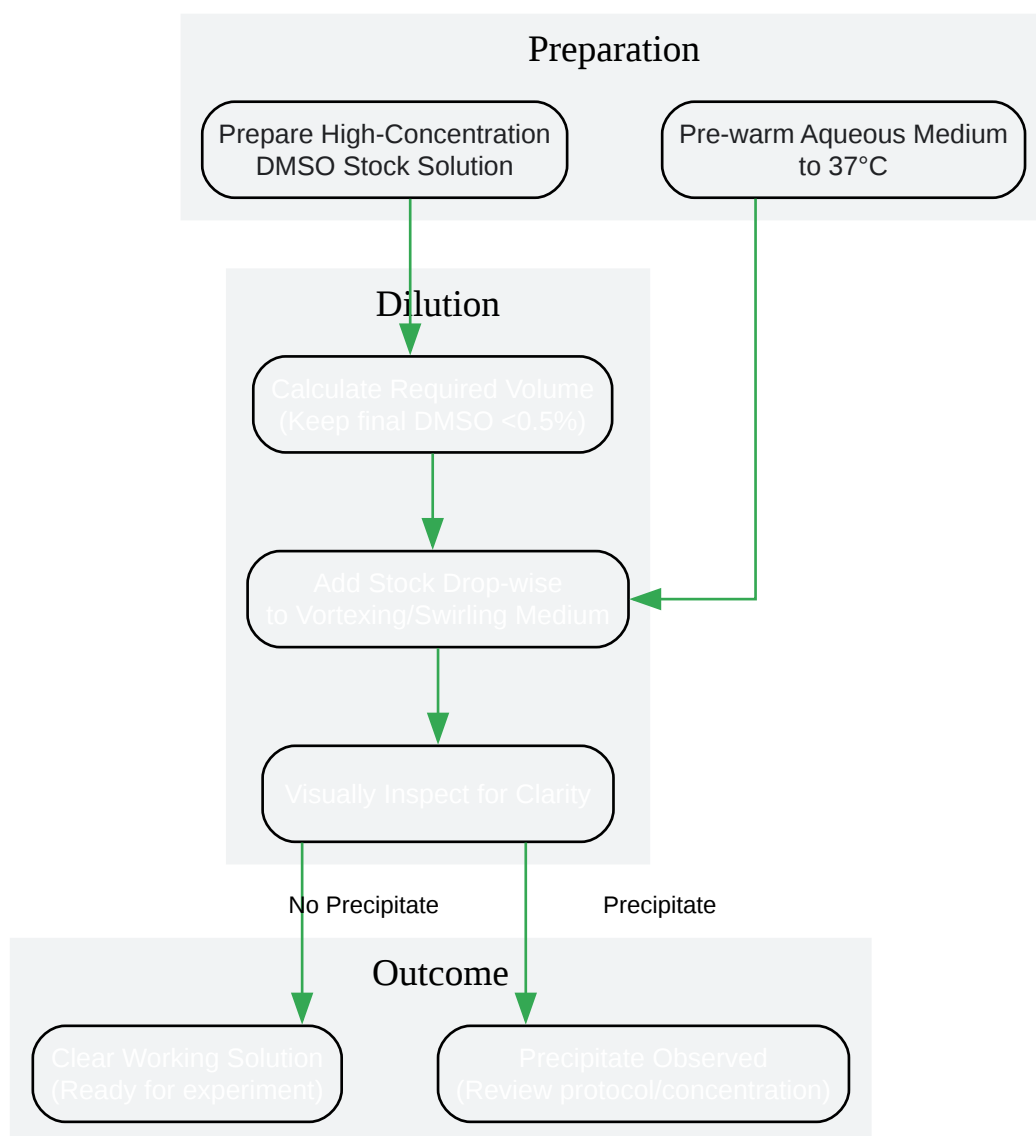 Preparation
Prepare High-Concentration
DMSO Stock Solution
Pre-warm Aqueous Medium
to 37°C
Dilution
Calculate Required Volume
(Keep final DMSO <0.5%)
Add Stock Drop-wise
to Vortexing/Swirling Medium
Visually Inspect for Clarity
No Precipitate
Precipitate
Outcome
Clear Working Solution
(Ready for experiment)
Precipitate Observed
(Review protocol/concentration)